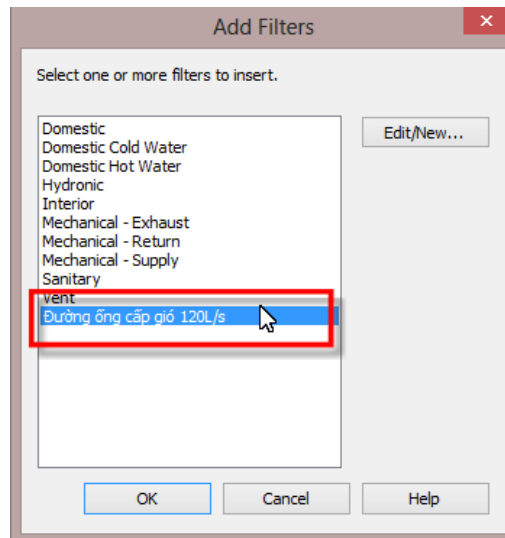 Add Filters
Select one or more filters to insert.
Domestic
Domestic Cold Water
Domestic Hot Water
Hydronic
Interior
Mechanical - Exhaust
Mechanical - Return
Mechanical - Supply
Sanitary
Vent
Đường ống cấp gió 120L/s
Edit/New...
OK
Cancel
Help